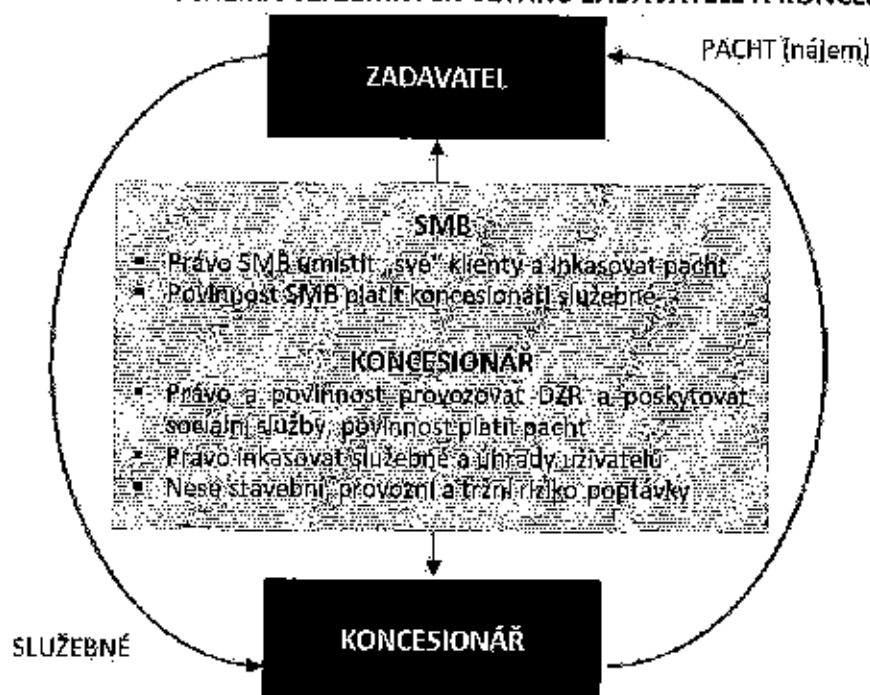 ZADAVATELE A KONCES
PACHT (nájem)
ZADAVATEL
SMB
▪ Právo SMB umístit „své“ klienty a inkasovat pacht
▪ Povinnost SMB platit koncesionáři služebné
KONCESIONÁŘ
▪ Právo a povinnost provozovat DZR a poskytovat
sociální služby, povinnost platit pacht
▪ Právo inkasovat služebné a úhrady uživatelů
▪ Nese stavební, provozní a tržní riziko poptávky
SLUŽEBNÉ
KONCESIONÁŘ